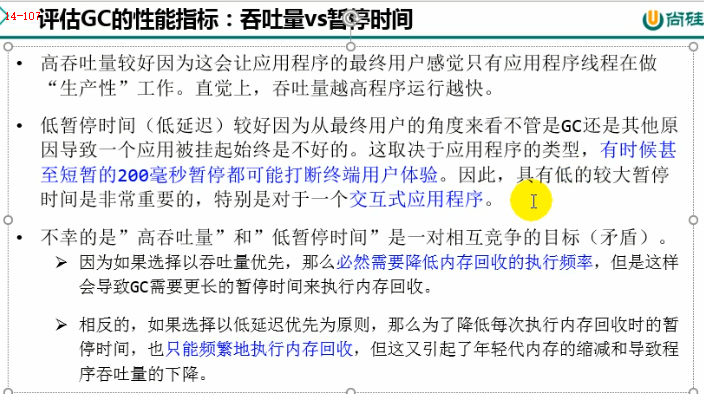 14-107
评估GC的性能指标：吞吐量vs暂停时间
尚硅
• 高吞吐量较好因为这会让应用程序的最终用户感觉只有应用程序线程在做
“生产性”工作。直觉上，吞吐量越高程序运行越快。
• 低暂停时间（低延迟）较好因为从最终用户的角度来看不管是GC还是其他原
因导致一个应用被挂起始终是不好的。这取决于应用程序的类型，有时候甚
至短暂的200毫秒暂停都可能打断终端用户体验。因此，具有低的较大暂停
时间是非常重要的，特别是对于一个交互式应用程序。
• 不幸的是”高吞吐量”和”低暂停时间”是一对相互竞争的目标（矛盾）。
➢ 因为如果选择以吞吐量优先，那么必然需要降低内存回收的执行频率，但是这样
会导致GC需要更长的暂停时间来执行内存回收。
➢ 相反的，如果选择以低延迟优先为原则，那么为了降低每次执行内存回收时的暂
停时间，也只能频繁地执行内存回收，但这又引起了年轻代内存的缩减和导致程
序吞吐量的下降。